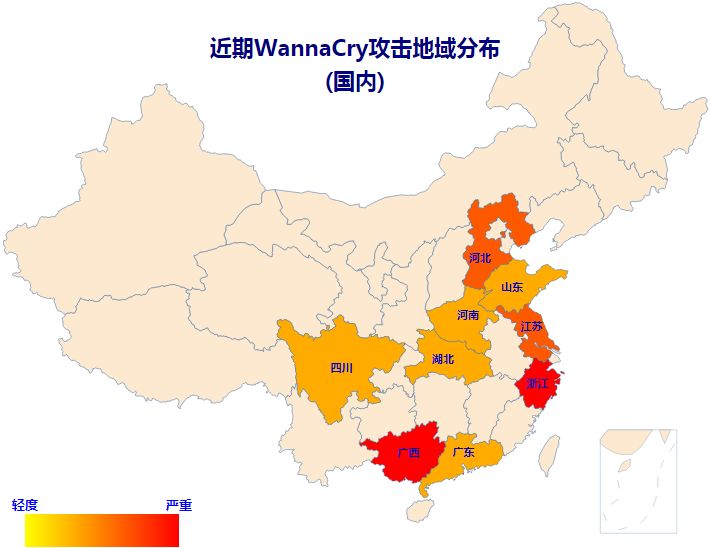 近期WannaCry攻击地域分布
(国内)
河北
山东
河南
江苏
湖北
四川
浙江
广西
广东
轻度
严重